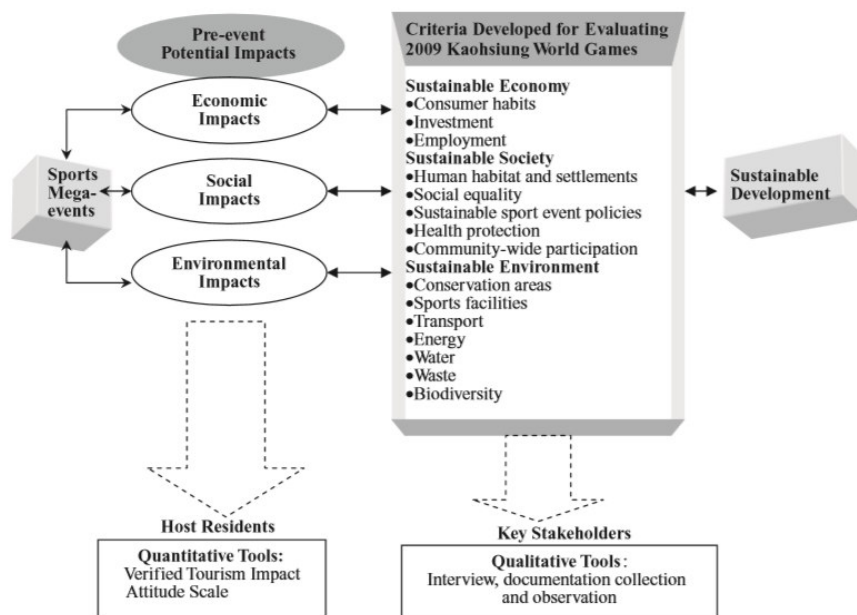 Pre-event
Potential Impacts
Criteria Developed for Evaluating
2009 Kaohsiung World Games
Economic
Impacts
Sports
Mega-
events
Social
Impacts
Environmental
Impacts
Sustainable Economy
•Consumer habits
•Investment
•Employment
Sustainable Society
•Human habitat and settlements
•Social equality
•Sustainable sport event policies
•Health protection
•Community-wide participation
Sustainable Environment
•Conservation areas
•Sports facilities
•Transport
•Energy
•Water
•Waste
•Biodiversity
Sustainable
Development
Host Residents
Quantitative Tools:
Verified Tourism Impact
Attitude Scale
Key Stakeholders
Qualitative Tools:
Interview, documentation collection
and observation